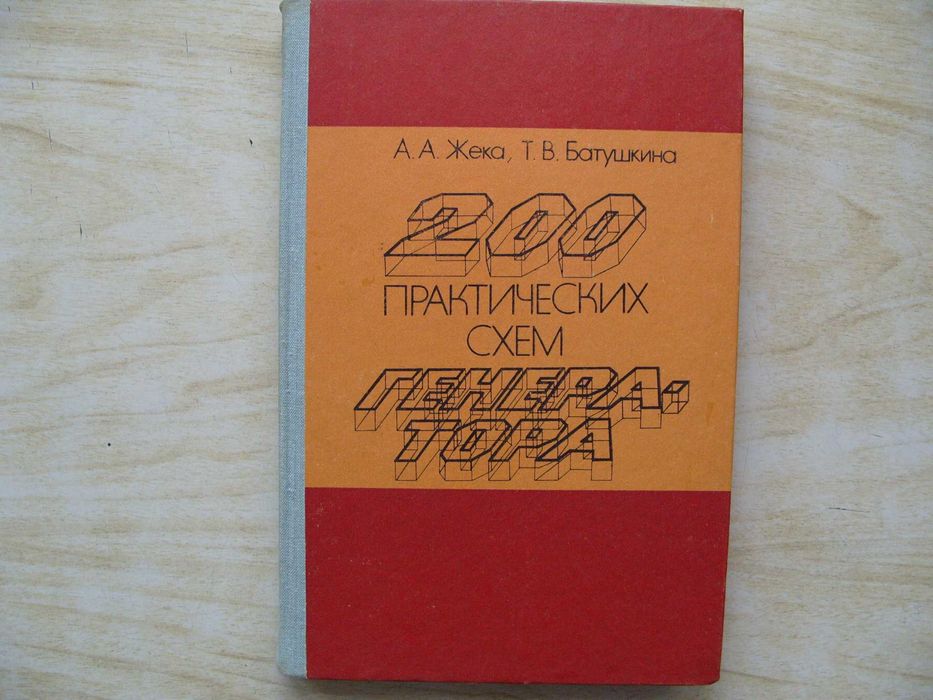 А. А. Жека, Т. В. Батушкина
200
ПРАКТИЧЕСКИХ
СХЕМ
ГЕНЕРА-
ТОРА